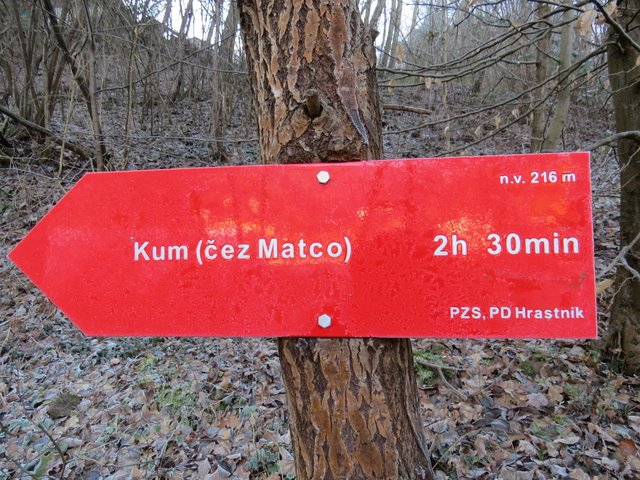 n.v. 216 m
Kum (čez Matco) 2h 30min
PZS, PD Hrastnik